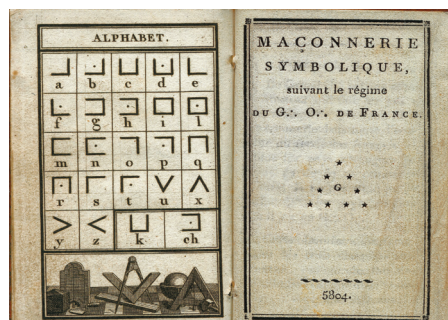 ALPHABET.
a b c d e
f g h i l
m n o p q
r s t u x
y z k ch
MAÇONNERIE
SYMBOLIQUE,
suivant le régime
DU G∴ O∴ DE FRANCE.
G
5804.